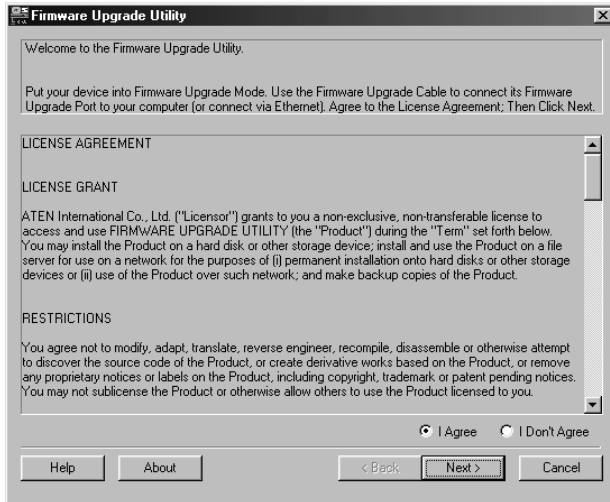 Firmware Upgrade Utility
Welcome to the Firmware Upgrade Utility.
Put your device into Firmware Upgrade Mode. Use the Firmware Upgrade Cable to connect its Firmware
Upgrade Port to your computer (or connect via Ethernet). Agree to the License Agreement; Then Click Next.
LICENSE AGREEMENT
LICENSE GRANT
ATEN International Co., Ltd. ("Licensor") grants to you a non-exclusive, non-transferable license to
access and use FIRMWARE UPGRADE UTILITY (the "Product") during the "Term" set forth below.
You may install the Product on a hard disk or other storage device; install and use the Product on a file
server for use on a network for the purposes of (i) permanent installation onto hard disks or other storage
devices or (ii) use of the Product over such network; and make backup copies of the Product.
RESTRICTIONS
You agree not to modify, adapt, translate, reverse engineer, recompile, disassemble or otherwise attempt
to discover the source code of the Product, or create derivative works based on the Product, or remove
any proprietary notices or labels on the Product, including copyright, trademark or patent pending notices.
You may not sublicense the Product or otherwise allow others to use the Product licensed to you.
I Agree I Don't Agree
Help About < Back Next > Cancel